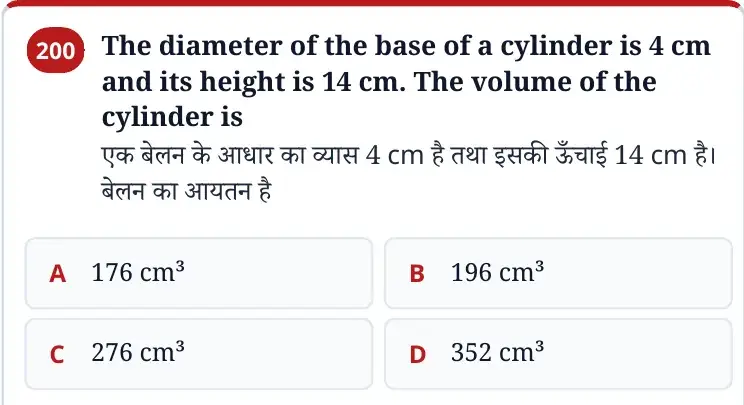 200 The diameter of the base of a cylinder is 4 cm
and its height is 14 cm. The volume of the
cylinder is
एक बेलन के आधार का व्यास 4 cm है तथा इसकी ऊँचाई 14 cm है।
बेलन का आयतन है
A 176 cm³
B 196 cm³
C 276 cm³
D 352 cm³